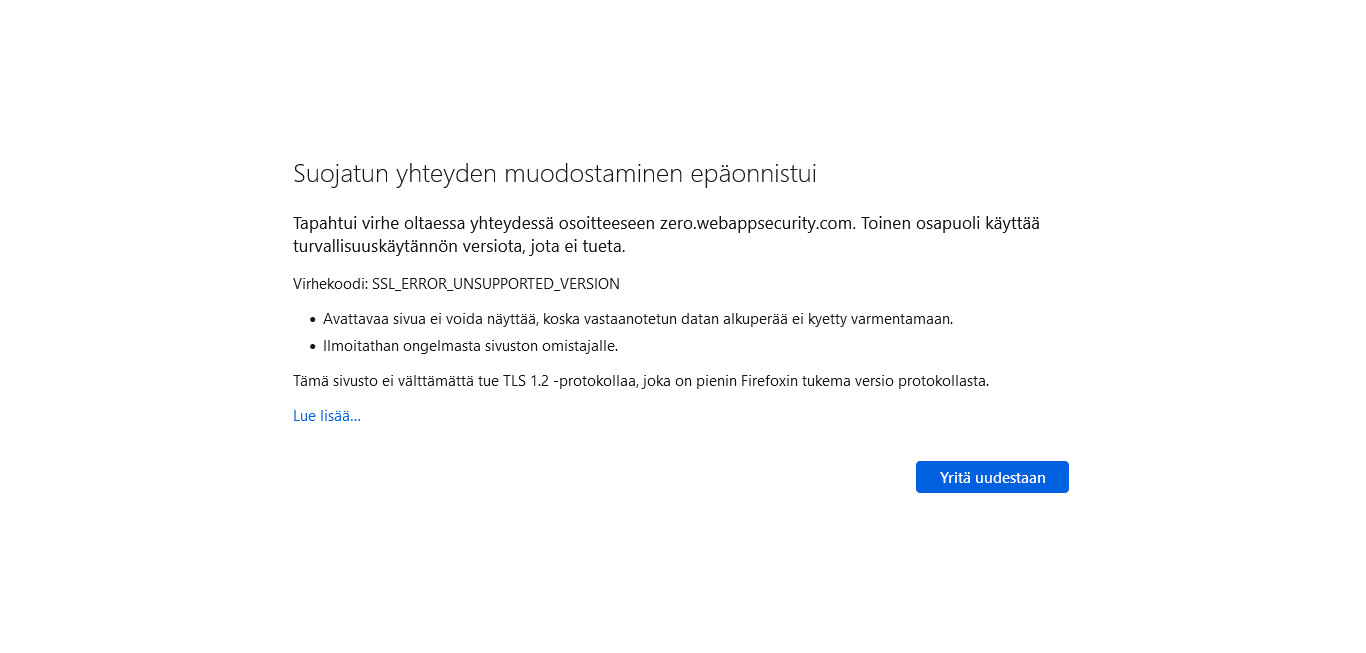 Suojatun yhteyden muodostaminen epäonnistui
Tapahtui virhe oltaessa yhteydessä osoitteeseen zero.webappsecurity.com. Toinen osapuoli käyttää
turvallisuuskäytännön versiota, jota ei tueta.
Virhekoodi: SSL_ERROR_UNSUPPORTED_VERSION
• Avattavaa sivua ei voida näyttää, koska vastaanotetun datan alkuperää ei kyetty varmentamaan.
• Ilmoitathan ongelmasta sivuston omistajalle.
Tämä sivusto ei välttämättä tue TLS 1.2 -protokollaa, joka on pienin Firefoxin tukema versio protokollasta.
Lue lisää...
Yritä uudestaan